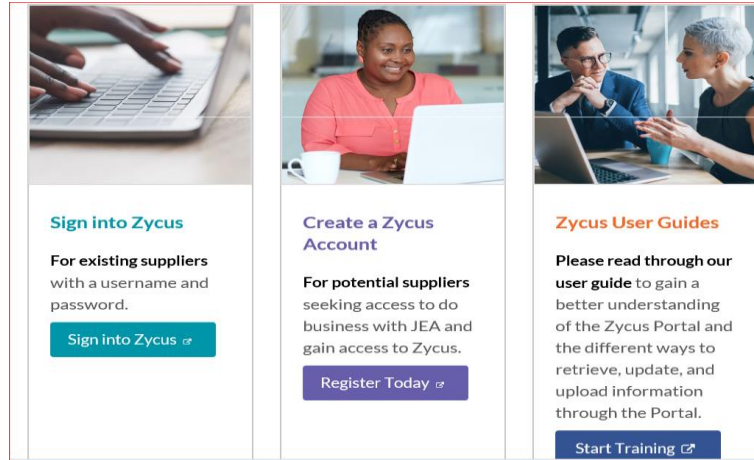 Sign into Zycus
For existing suppliers
with a username and
password.
Sign into Zycus
Create a Zycus
Account
For potential suppliers
seeking access to do
business with JEA and
gain access to Zycus.
Register Today
Zycus User Guides
Please read through our
user guide to gain a
better understanding
of the Zycus Portal and
the different ways to
retrieve, update, and
upload information
through the Portal.
Start Training